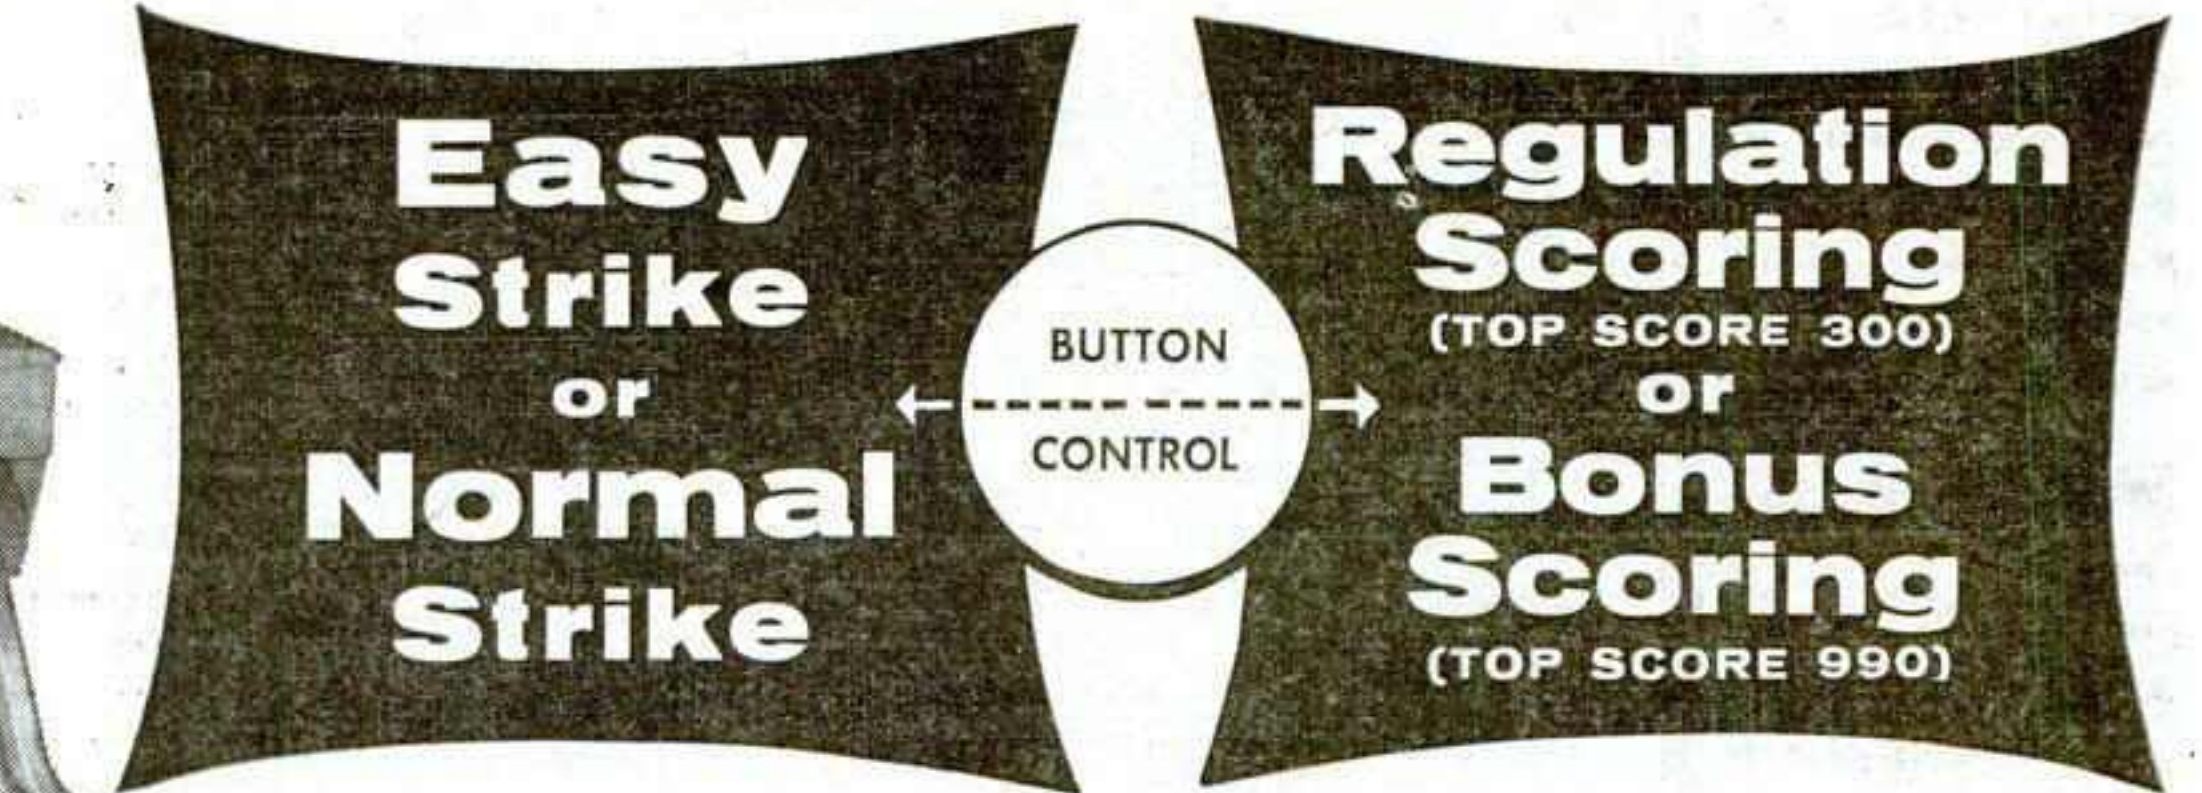 Easy
Strike
or
Normal
Strike
BUTTON
CONTROL
Regulation
Scoring
(TOP SCORE 300)
or
Bonus
Scoring
(TOP SCORE 990)